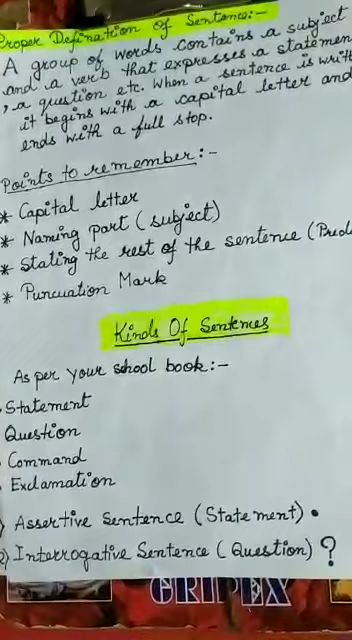 Proper Defination of Sentence:-
A group of words contains a subject
and a verb that expresses a statemen
, a question etc. When a sentence is writt
it begins with a capital letter and
ends with a full stop.
Points to remember:-
* Capital letter
* Naming part (subject)
* Stating the rest of the sentence (Predi
* Puncuation Mark
Kinds Of Sentences
As per your school book:-
Statement
Question
Command
Exclamation
) Assertive Sentence (Statement) .
2) Interrogative Sentence (Question) ?
GRIPEX